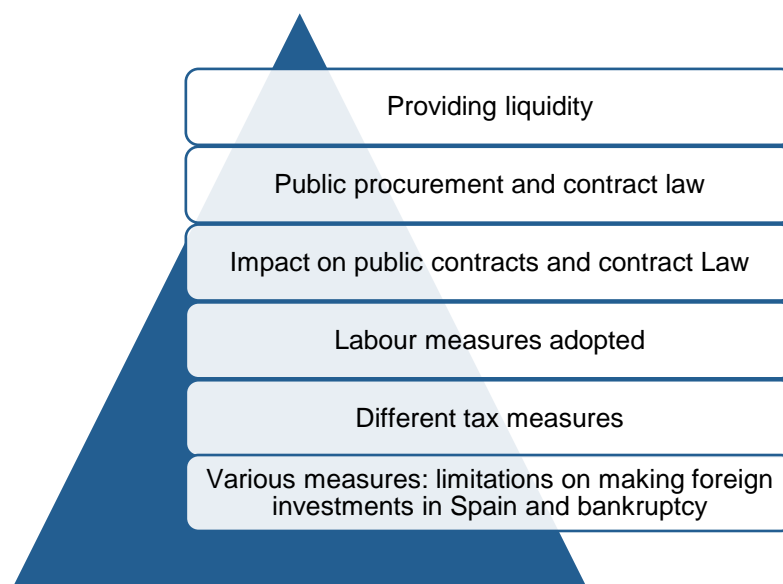 Providing liquidity
Public procurement and contract law
Impact on public contracts and contract Law
Labour measures adopted
Different tax measures
Various measures: limitations on making foreign
investments in Spain and bankruptcy